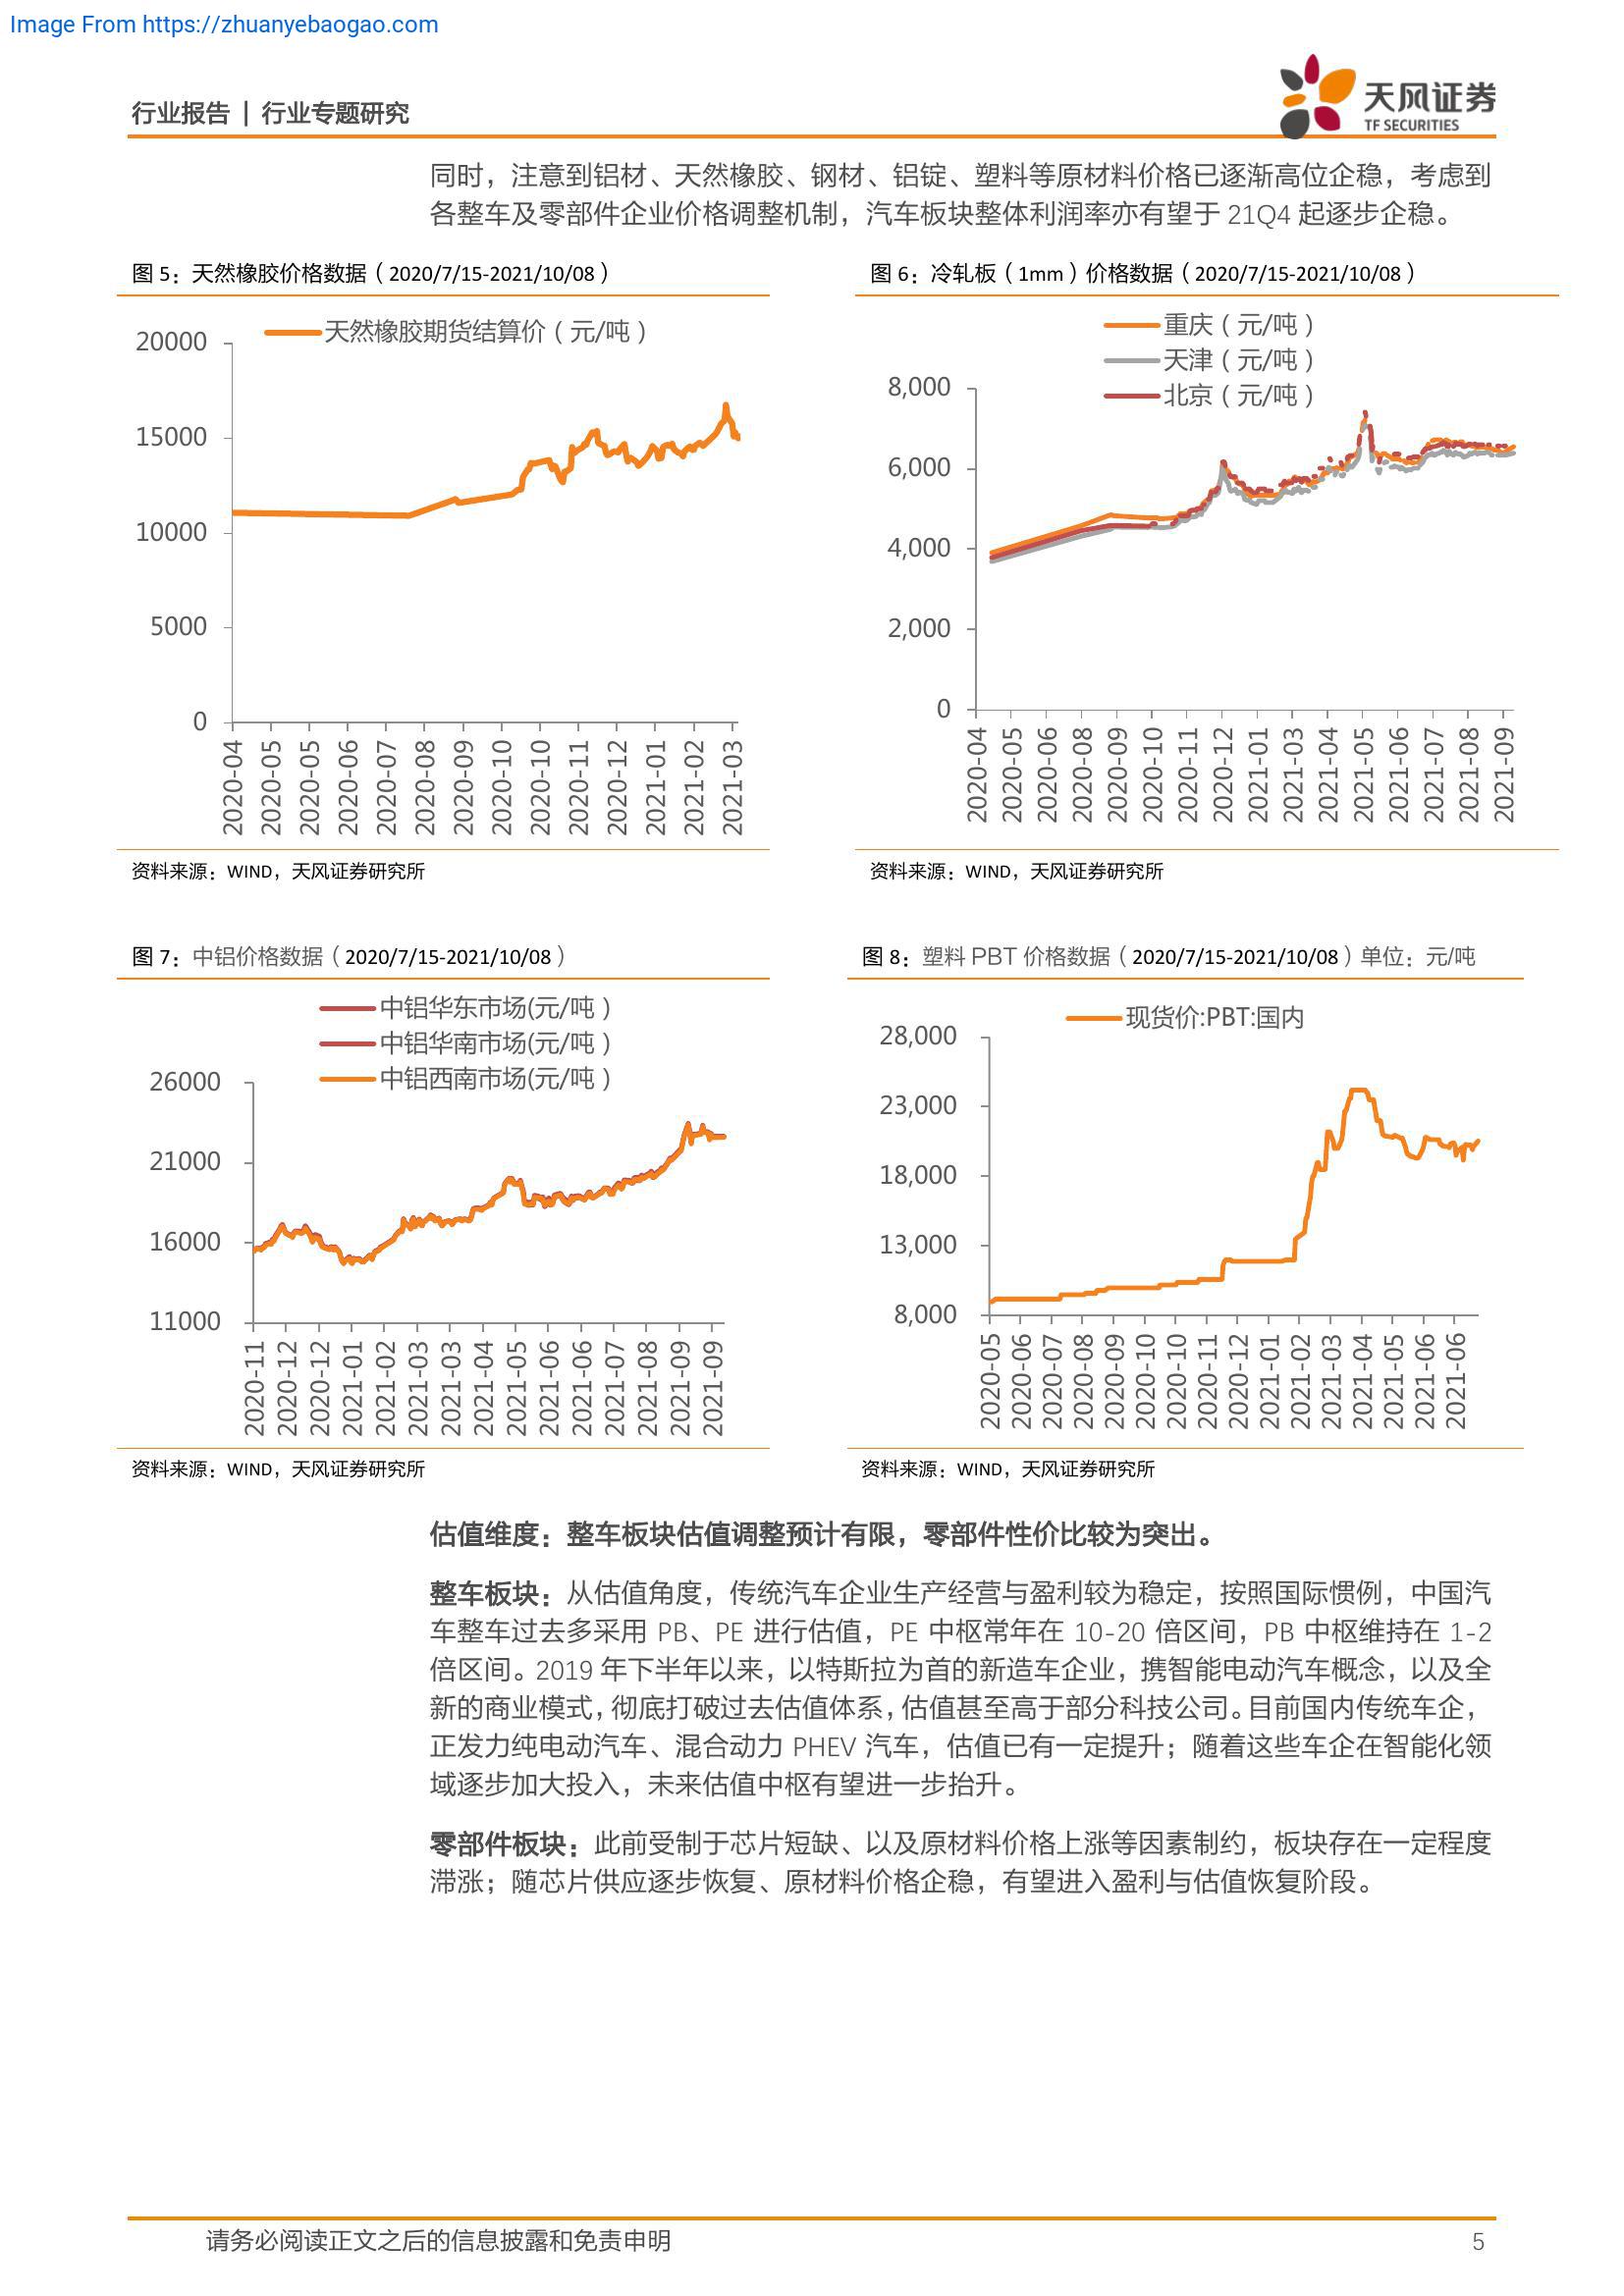 Image From https://zhuanyebaogao.com
行业报告 | 行业专题研究
天风证券
TF SECURITIES
同时，注意到铝材、天然橡胶、钢材、铝锭、塑料等原材料价格已逐渐高位企稳，考虑到
各整车及零部件企业价格调整机制，汽车板块整体利润率亦有望于 21Q4 起逐步企稳。
图 5：天然橡胶价格数据（2020/7/15-2021/10/08）
天然橡胶期货结算价（元/吨）
20000
15000
10000
5000
0
2020-04
2020-05
2020-05
2020-06
2020-07
2020-08
2020-09
2020-10
2020-10
2020-11
2020-12
2021-01
2021-02
2021-03
资料来源：WIND，天风证券研究所
图 6：冷轧板（1mm）价格数据（2020/7/15-2021/10/08）
重庆（元/吨）
天津（元/吨）
北京（元/吨）
8,000
6,000
4,000
2,000
0
2020-04
2020-05
2020-06
2020-08
2020-09
2020-10
2020-11
2020-12
2021-01
2021-03
2021-04
2021-05
2021-06
2021-07
2021-08
2021-09
资料来源：WIND，天风证券研究所
图 7：中铝价格数据（2020/7/15-2021/10/08）
中铝华东市场(元/吨）
中铝华南市场(元/吨）
中铝西南市场(元/吨）
26000
21000
16000
11000
2020-11
2020-12
2020-12
2021-01
2021-02
2021-03
2021-03
2021-04
2021-05
2021-06
2021-06
2021-07
2021-08
2021-09
2021-09
资料来源：WIND，天风证券研究所
图 8：塑料 PBT 价格数据（2020/7/15-2021/10/08）单位：元/吨
现货价:PBT:国内
28,000
23,000
18,000
13,000
8,000
2020-05
2020-06
2020-07
2020-08
2020-09
2020-10
2020-10
2020-11
2020-12
2021-01
2021-02
2021-03
2021-04
2021-05
2021-06
2021-06
资料来源：WIND，天风证券研究所
估值维度：整车板块估值调整预计有限，零部件性价比较为突出。
整车板块：从估值角度，传统汽车企业生产经营与盈利较为稳定，按照国际惯例，中国汽
车整车过去多采用 PB、PE 进行估值，PE 中枢常年在 10-20 倍区间，PB 中枢维持在 1-2
倍区间。2019 年下半年以来，以特斯拉为首的新造车企业，携智能电动汽车概念，以及全
新的商业模式，彻底打破过去估值体系，估值甚至高于部分科技公司。目前国内传统车企，
正发力纯电动汽车、混合动力 PHEV 汽车，估值已有一定提升；随着这些车企在智能化领
域逐步加大投入，未来估值中枢有望进一步抬升。
零部件板块：此前受制于芯片短缺、以及原材料价格上涨等因素制约，板块存在一定程度
滞涨；随芯片供应逐步恢复、原材料价格企稳，有望进入盈利与估值恢复阶段。
请务必阅读正文之后的信息披露和免责申明
5